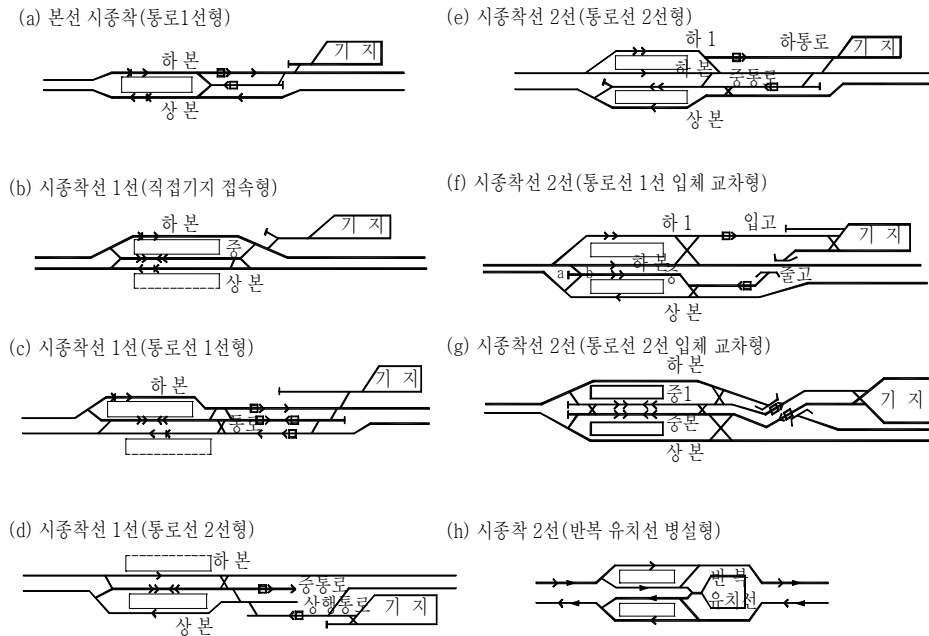 (a) 본선 시종착(통로1선형)
기 지
하 본
상 본
(b) 시종착선 1선(직접기지 접속형)
하 본
기 지
중
상 본
(c) 시종착선 1선(통로선 1선형)
하 본
기 지
통로
(d) 시종착선 1선(통로선 2선형)
하 본
중통로
상행통로
기 지
상 본
(e) 시종착선 2선(통로선 2선형)
하 1
하통로
기 지
하 본
중통로
상 본
(f) 시종착선 2선(통로선 1선 입체 교차형)
하 1
입고
기 지
하 본
a b 중
출고
상 본
(g) 시종착선 2선(통로선 2선 입체 교차형)
하 본
중1
기 지
중본
상 본
(h) 시종착 2선(반복 유치선 병설형)
반 복
유치선